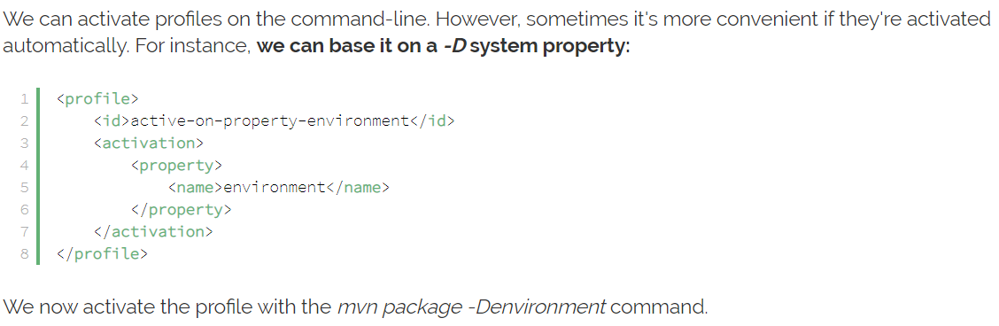 We can activate profiles on the command-line. However, sometimes it's more convenient if they're activated
automatically. For instance, we can base it on a -D system property:
1 <profile>
2     <id>active-on-property-environment</id>
3     <activation>
4         <property>
5             <name>environment</name>
6         </property>
7     </activation>
8 </profile>
We now activate the profile with the mvn package -Denvironment command.